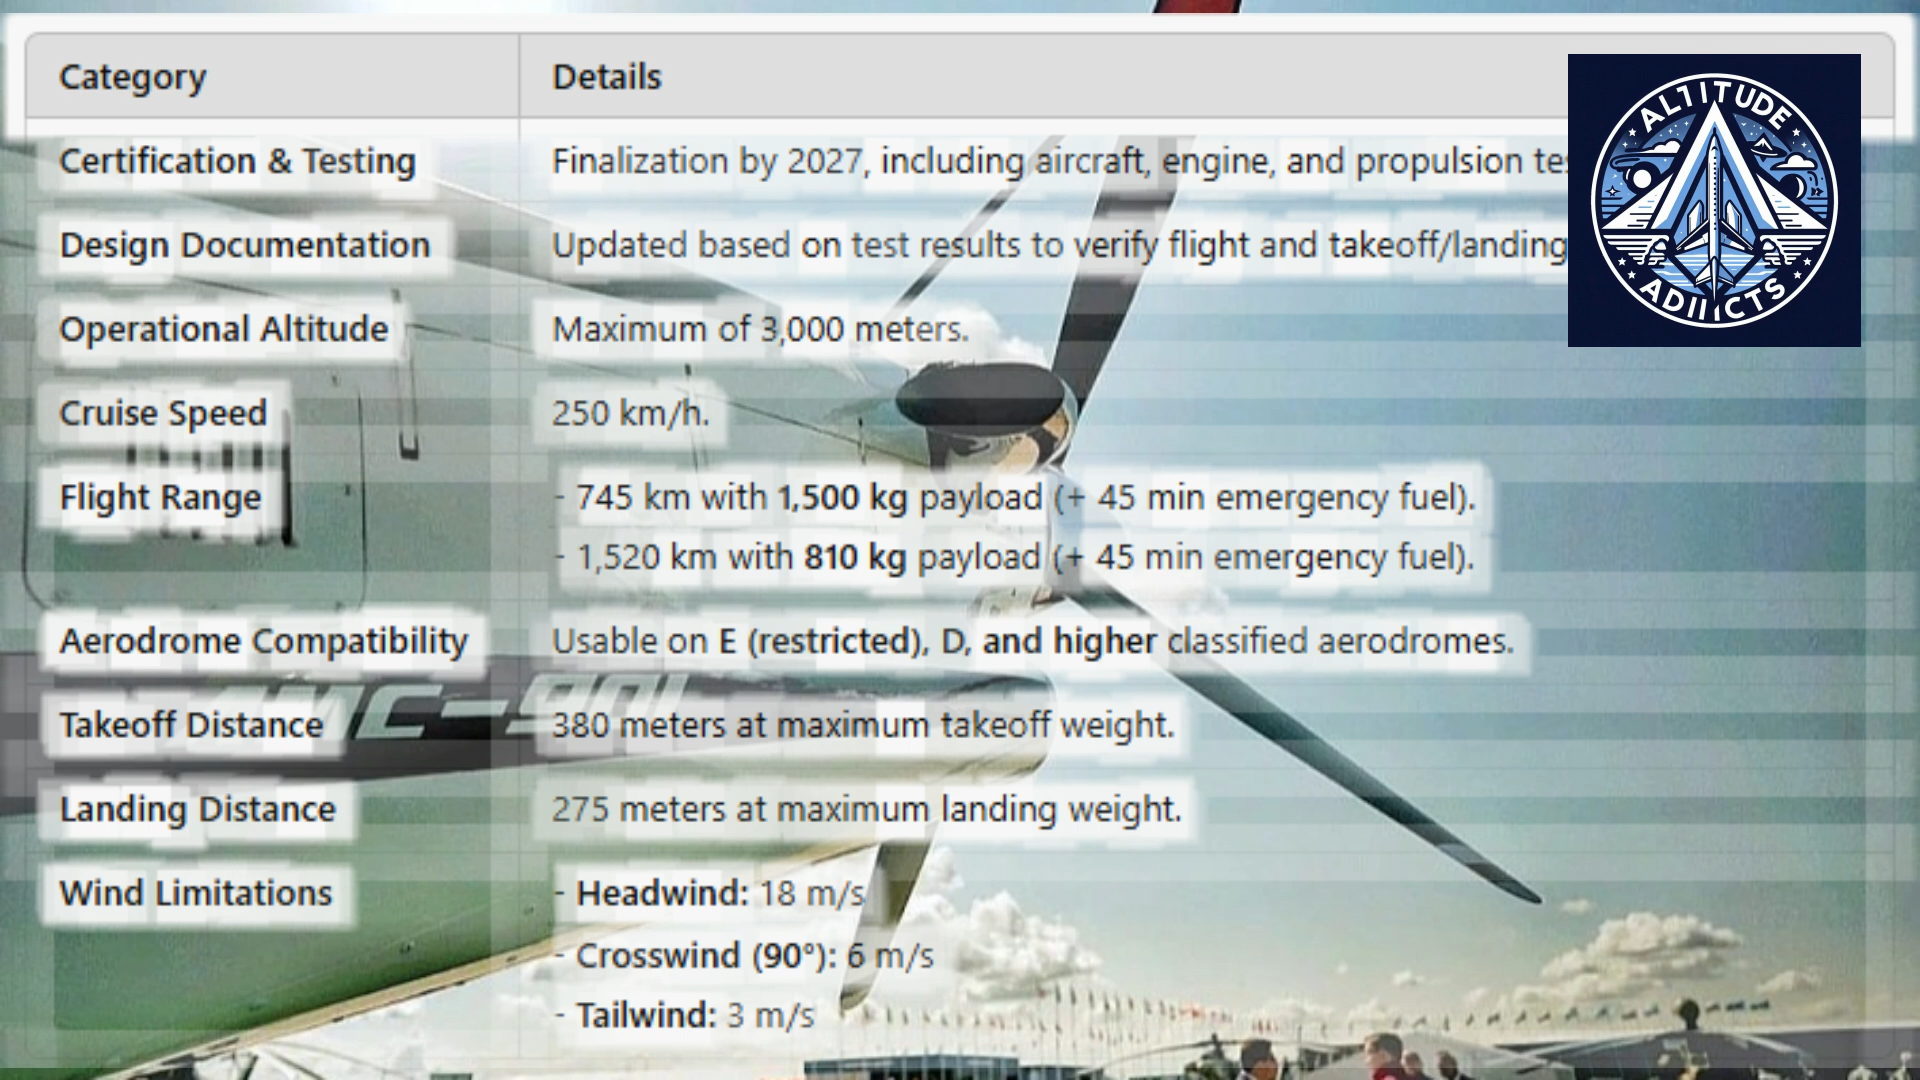 Category Details
Certification & Testing Finalization by 2027, including aircraft, engine, and propulsion
Design Documentation Updated based on test results to verify flight and takeoff/landing
Operational Altitude Maximum of 3,000 meters.
Cruise Speed 250 km/h.
Flight Range - 745 km with 1,500 kg payload (+ 45 min emergency fuel).
- 1,520 km with 810 kg payload (+ 45 min emergency fuel).
Aerodrome Compatibility Usable on E (restricted), D, and higher classified aerodromes.
Takeoff Distance 380 meters at maximum takeoff weight.
Landing Distance 275 meters at maximum landing weight.
Wind Limitations - Headwind: 18 m/s
- Crosswind (90°): 6 m/s
- Tailwind: 3 m/s
AL1IITUDE
ADIIICTS